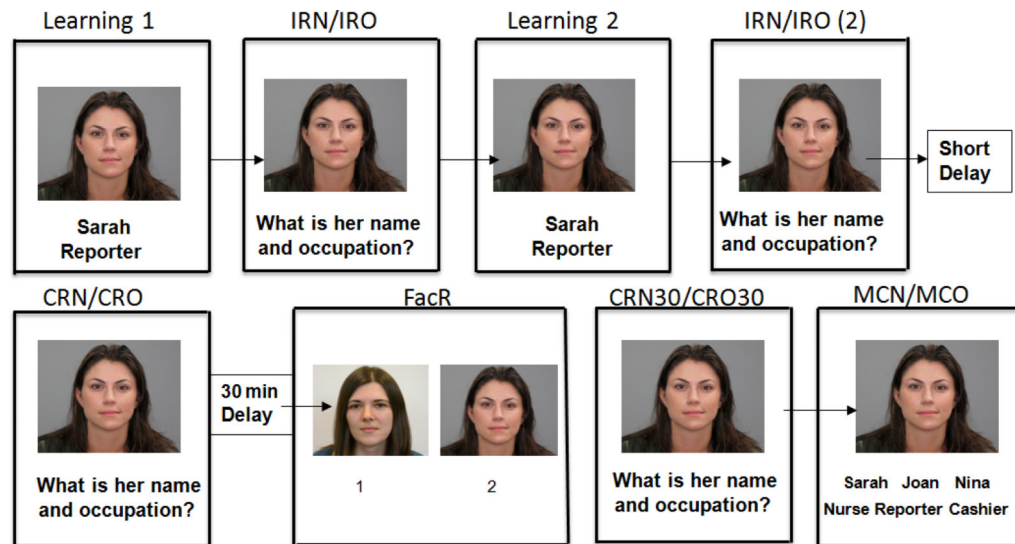 Learning 1
IRN/IRO
Learning 2
IRN/IRO (2)
Sarah
Reporter
What is her name
and occupation?
Sarah
Reporter
What is her name
and occupation?
Short
Delay
CRN/CRO
FacR
CRN30/CRO30
MCN/MCO
What is her name
and occupation?
30 min
Delay
1
2
What is her name
and occupation?
Sarah Joan Nina
Nurse Reporter Cashier